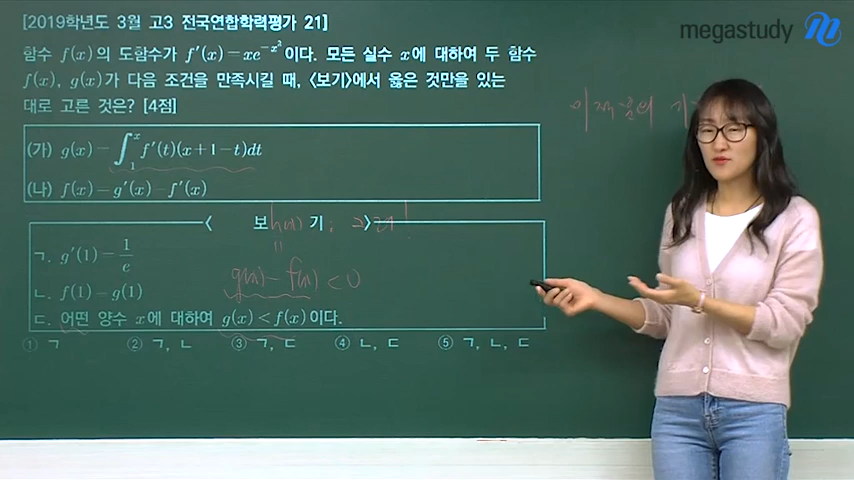 megastudy
[2019학년도 3월 고3 전국연합학력평가 21]
함수 f(x)의 도함수가 f′(x)=xe^{-x²}이다. 모든 실수 x에 대하여 두 함수
f(x), g(x)가 다음 조건을 만족시킬 때, <보기>에서 옳은 것만을 있는
대로 고른 것은? [4점]
(가) g(x)=∫₁ˣ f′(t)(x+1-t)dt
(나) f(x)=g′(x)-f′(x)
<보 기>
h(x)
ㄱ. g′(1)=1/e
g(x)-f(x)<0
ㄴ. f(1)=g(1)
ㄷ. 어떤 양수 x에 대하여 g(x)<f(x)이다.
① ㄱ ② ㄱ, ㄴ ③ ㄱ, ㄷ ④ ㄴ, ㄷ ⑤ ㄱ, ㄴ, ㄷ